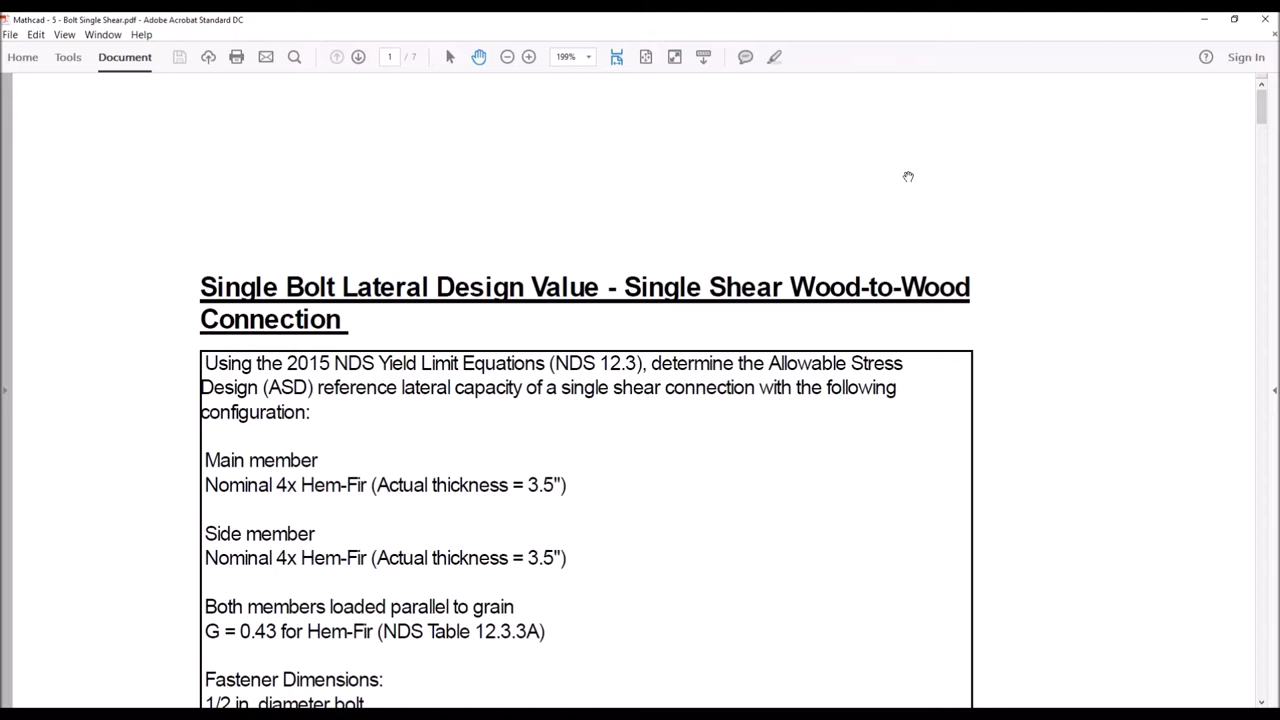 Mathcad - 5 - Bolt Single Shear.pdf - Adobe Acrobat Standard DC
File Edit View Window Help
Home Tools Document 1 / 7 199% Sign In
Single Bolt Lateral Design Value - Single Shear Wood-to-Wood
Connection
Using the 2015 NDS Yield Limit Equations (NDS 12.3), determine the Allowable Stress
Design (ASD) reference lateral capacity of a single shear connection with the following
configuration:
Main member
Nominal 4x Hem-Fir (Actual thickness = 3.5")
Side member
Nominal 4x Hem-Fir (Actual thickness = 3.5")
Both members loaded parallel to grain
G = 0.43 for Hem-Fir (NDS Table 12.3.3A)
Fastener Dimensions:
1/2 in. diameter bolt